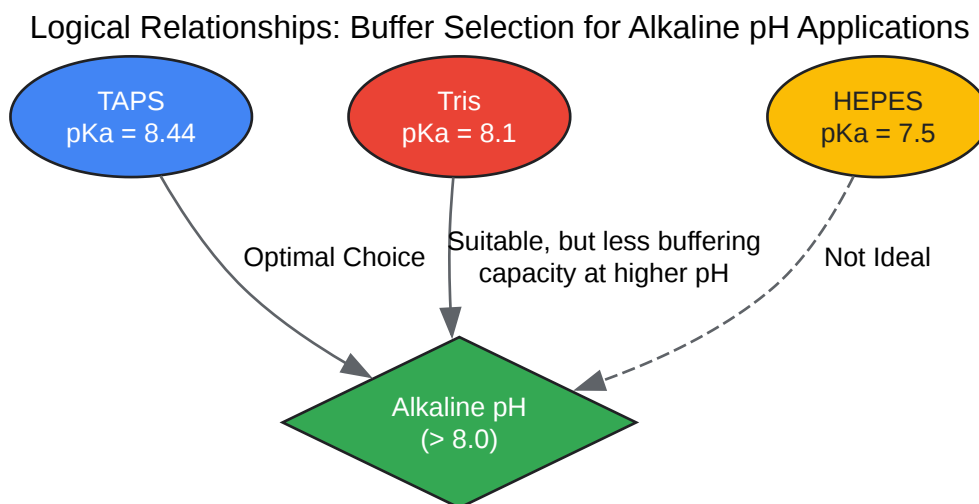 Logical Relationships: Buffer Selection for Alkaline pH Applications
TAPS
pKa = 8.44
Tris
pKa = 8.1
HEPES
pKa = 7.5
Optimal Choice
Suitable, but less buffering
capacity at higher pH
Not Ideal
Alkaline pH
(> 8.0)